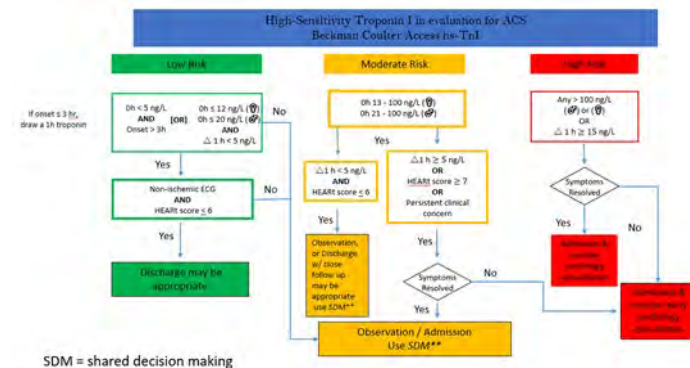 High-Sensitivity Troponin I in evaluation for ACS
Beckman Coulter Access hs-TnI
Low Risk
Moderate Risk
High Risk
If onset ≤ 3 hr,
draw a 1h troponin
0h < 5 ng/L
AND
Onset > 3h
[OR]
0h ≤ 12 ng/L
0h ≤ 20 ng/L
AND
△ 1 h < 5 ng/L
No
0h 13 - 100 ng/L
0h 21 - 100 ng/L
Any > 100 ng/L
or
OR
△ 1h ≥ 15 ng/L
Yes
Yes
Non-ischemic ECG
AND
HEARt score ≤ 6
No
△1h < 5 ng/L
AND
HEARt score ≤ 6
△1h ≥ 5 ng/L
OR
HEARt score ≥ 7
OR
Persistent clinical
concern
Symptoms
Resolved
Yes
No
Yes
Yes
Yes
Discharge may be
appropriate
Observation,
or Discharge
w/ close
follow up
may be
appropriate
use SDM**
Symptoms
Resolved
No
Yes
Admission &
Observation / Admission
Use SDM**
SDM = shared decision making